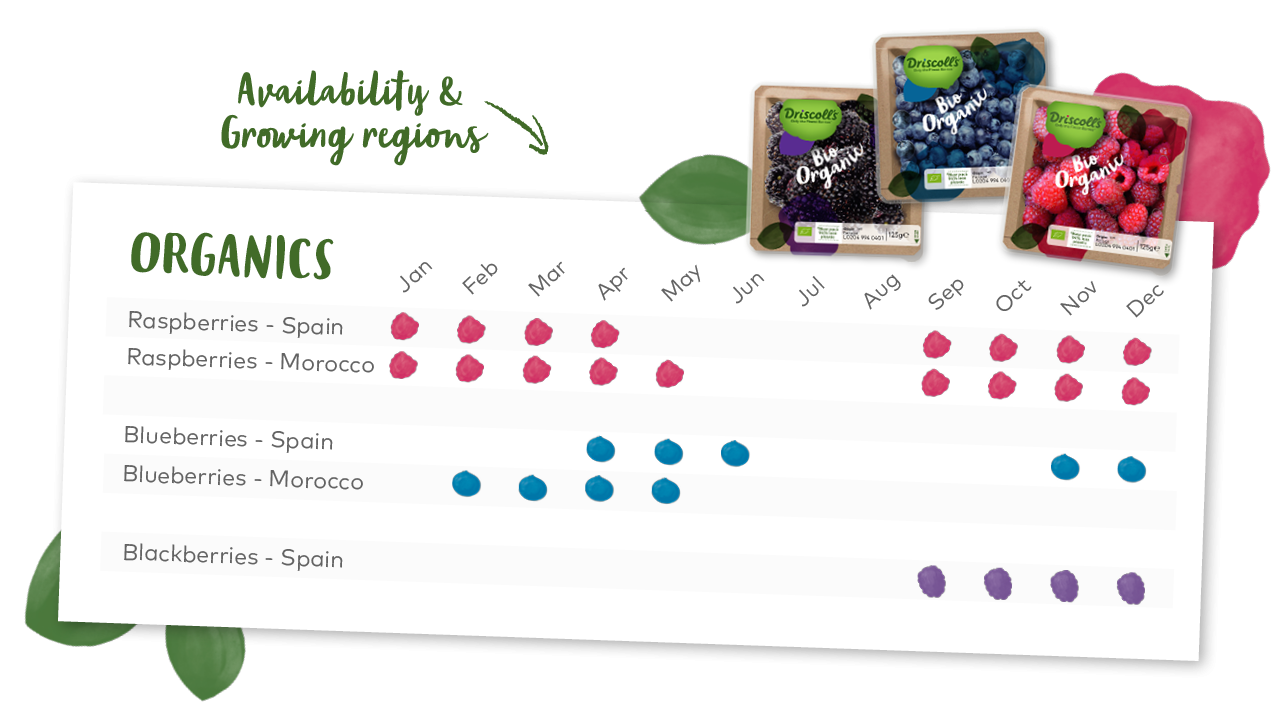 Availability &
Growing regions
Driscoll's
Bio
Organic
125g℮
Driscoll's
Bio
Organic
Driscoll's
Bio
Organic
125g℮
ORGANICS
Jan Feb Mar Apr May Jun Jul Aug Sep Oct Nov Dec
Raspberries - Spain
Raspberries - Morocco
Blueberries - Spain
Blueberries - Morocco
Blackberries - Spain